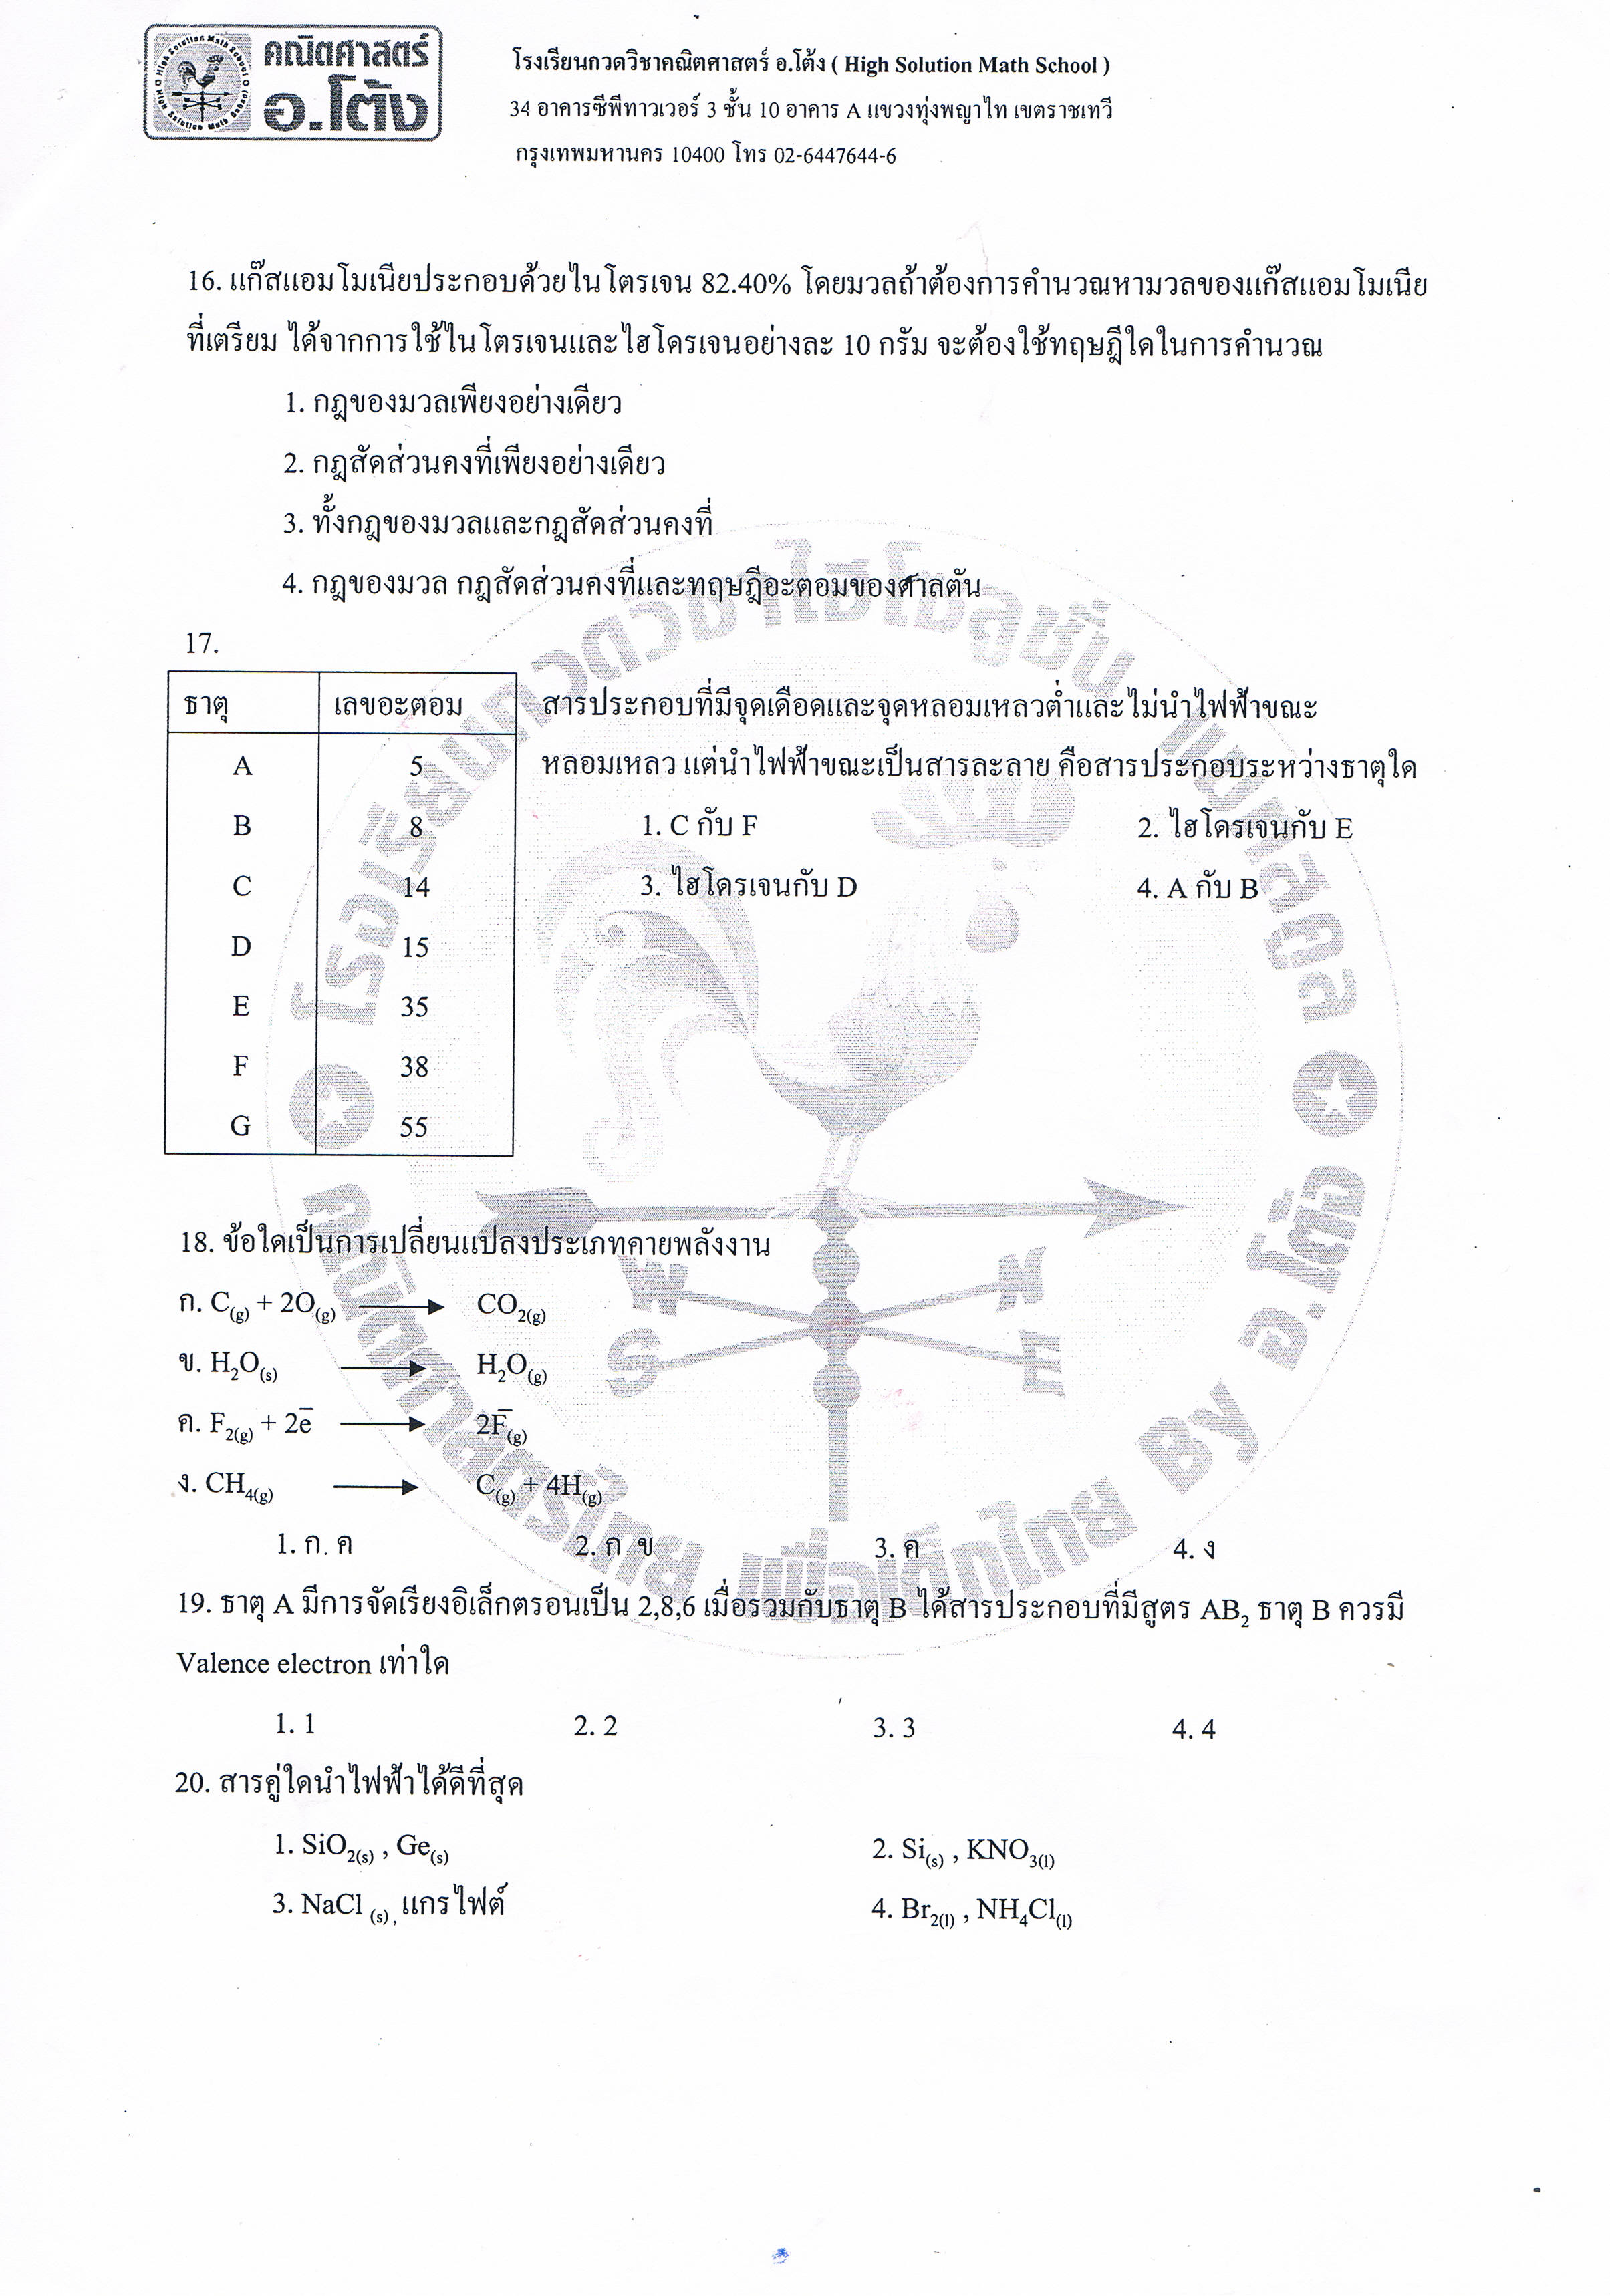 คณิตศาสตร์
อ.โต้ง
High Solution Math School
High Solution Math School
โรงเรียนกวดวิชาคณิตศาสตร์ อ.โต้ง ( High Solution Math School )
34 อาคารซีพีทาวเวอร์ 3 ชั้น 10 อาคาร A แขวงทุ่งพญาไท เขตราชเทวี
กรุงเทพมหานคร 10400 โทร 02-6447644-6
16. แก๊สแอมโมเนียประกอบด้วยไนโตรเจน 82.40% โดยมวลถ้าต้องการคำนวณหามวลของแก๊สแอมโมเนีย
ที่เตรียม ได้จากการใช้ไนโตรเจนและไฮโดรเจนอย่างละ 10 กรัม จะต้องใช้ทฤษฎีใดในการคำนวณ
1. กฎของมวลเพียงอย่างเดียว
2. กฎสัดส่วนคงที่เพียงอย่างเดียว
3. ทั้งกฎของมวลและกฎสัดส่วนคงที่
4. กฎของมวล กฎสัดส่วนคงที่และทฤษฎีอะตอมของดาลตัน
17.
ธาตุ เลขอะตอม
A 5
B 8
C 14
D 15
E 35
F 38
G 55
สารประกอบที่มีจุดเดือดและจุดหลอมเหลวต่ำและไม่นำไฟฟ้าขณะ
หลอมเหลว แต่นำไฟฟ้าขณะเป็นสารละลาย คือสารประกอบระหว่างธาตุใด
1. C กับ F 2. ไฮโดรเจนกับ E
3. ไฮโดรเจนกับ D 4. A กับ B
18. ข้อใดเป็นการเปลี่ยนแปลงประเภทคายพลังงาน
ก. C(g) + 2O(g) ⟶ CO2(g)
ข. H2O(s) ⟶ H2O(g)
ค. F2(g) + 2e̅ ⟶ 2F̅(g)
ง. CH4(g) ⟶ C(g) + 4H(g)
1. ก. ค 2. ก ข 3. ค 4. ง
19. ธาตุ A มีการจัดเรียงอิเล็กตรอนเป็น 2,8,6 เมื่อรวมกับธาตุ B ได้สารประกอบที่มีสูตร AB2 ธาตุ B ควรมี
Valence electron เท่าใด
1. 1 2. 2 3. 3 4. 4
20. สารคู่ใดนำไฟฟ้าได้ดีที่สุด
1. SiO2(s) , Ge(s) 2. Si(s) , KNO3(l)
3. NaCl (s) , แกรไฟต์ 4. Br2(l) , NH4Cl(l)
โรงเรียนกวดวิชาไฮโซลูชั่น แมทสคูล
คณิตศาสตร์ไทย เพื่อเด็กไทย By อ.โต้ง
W N
S E